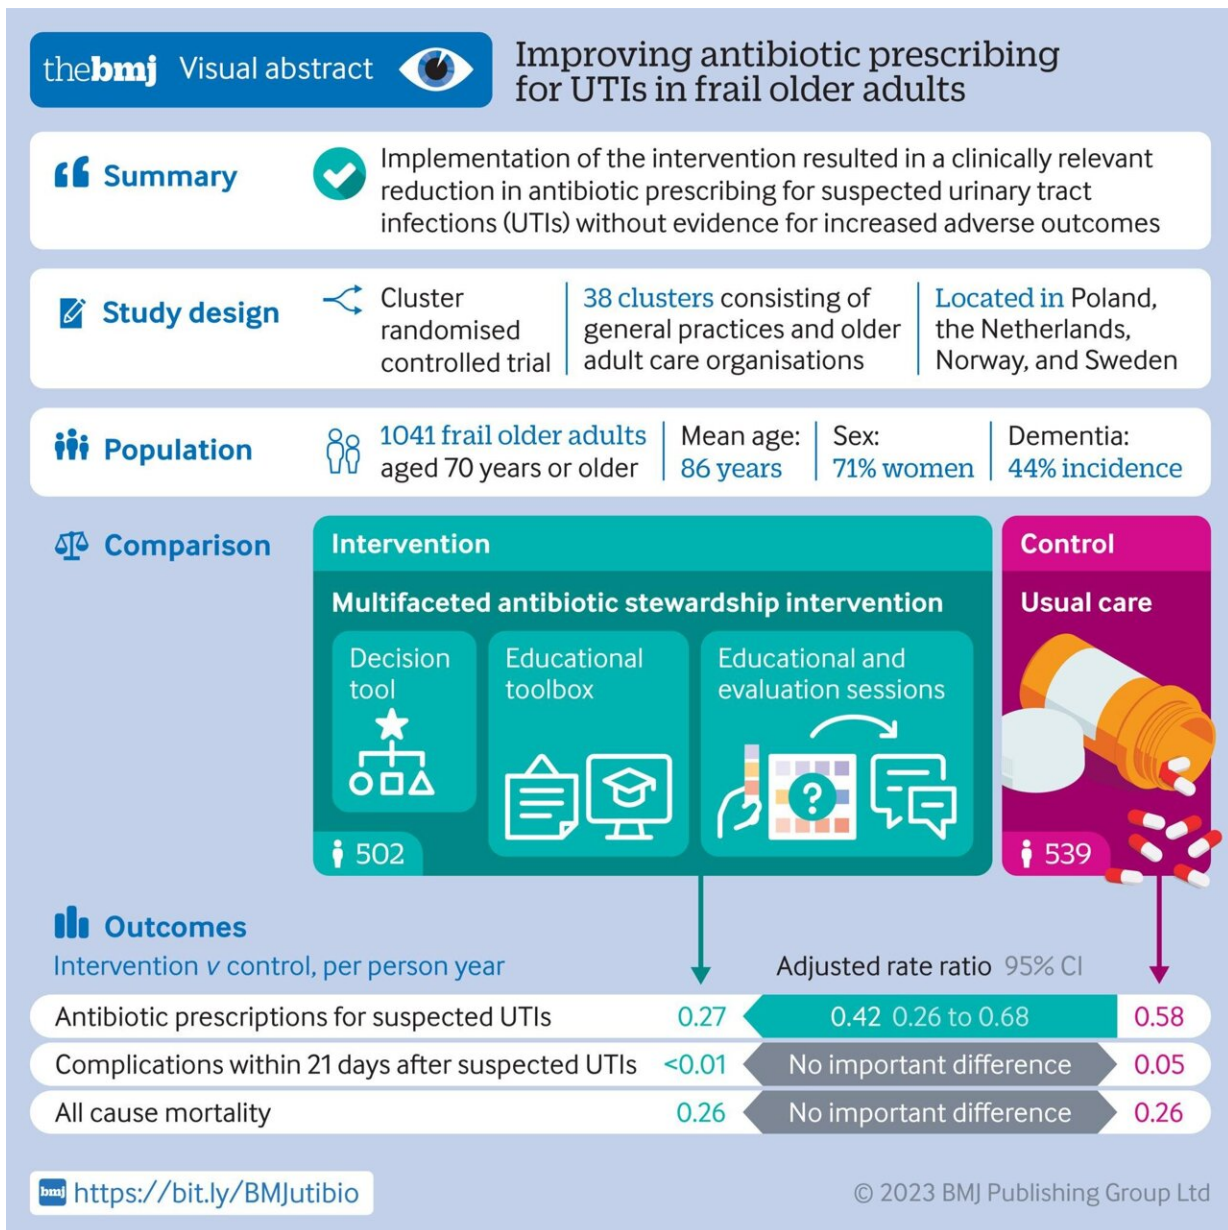 thebmj Visual abstract
Improving antibiotic prescribing
for UTIs in frail older adults
Summary
Implementation of the intervention resulted in a clinically relevant
reduction in antibiotic prescribing for suspected urinary tract
infections (UTIs) without evidence for increased adverse outcomes
Study design
Cluster
randomised
controlled trial
38 clusters consisting of
general practices and older
adult care organisations
Located in Poland,
the Netherlands,
Norway, and Sweden
Population
1041 frail older adults
aged 70 years or older
Mean age:
86 years
Sex:
71% women
Dementia:
44% incidence
Comparison
Intervention
Multifaceted antibiotic stewardship intervention
Decision
tool
Educational
toolbox
Educational and
evaluation sessions
?
502
Control
Usual care
539
Outcomes
Intervention v control, per person year
Adjusted rate ratio 95% CI
Antibiotic prescriptions for suspected UTIs 0.27 0.42 0.26 to 0.68 0.58
Complications within 21 days after suspected UTIs <0.01 No important difference 0.05
All cause mortality 0.26 No important difference 0.26
bmj https://bit.ly/BMJutibio
© 2023 BMJ Publishing Group Ltd